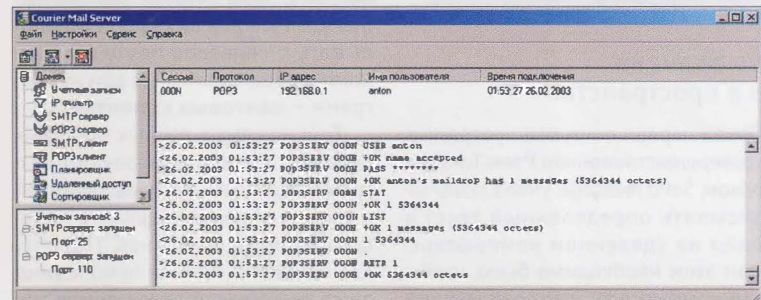 Courier Mail Server
Файл Настройки Сервис Справка
Домен
Учетные записи
IP фильтр
SMTP сервер
POP3 сервер
SMTP клиент
POP3 клиент
Планировщик
Удаленный доступ
Сортировщик
Учетных записей: 3
SMTP сервер: запущен
Порт 25
POP3 сервер: запущен
Порт 110
Сессия Протокол IP адрес Имя пользователя Время подключения
000N POP3 192.168.0.1 anton 01:53:27 26.02.2003
>26.02.2003 01:53:27 POP3SERV 000N USER anton
<26.02.2003 01:53:27 POP3SERV 000N +OK name accepted
>26.02.2003 01:53:27 POP3SERV 000N PASS ********
<26.02.2003 01:53:27 POP3SERV 000N +OK anton's maildrop has 1 messages (5364344 octets)
>26.02.2003 01:53:27 POP3SERV 000N STAT
<26.02.2003 01:53:27 POP3SERV 000N +OK 1 5364344
>26.02.2003 01:53:27 POP3SERV 000N LIST
<26.02.2003 01:53:27 POP3SERV 000N +OK 1 messages (5364344 octets)
<26.02.2003 01:53:27 POP3SERV 000N 1 5364344
<26.02.2003 01:53:27 POP3SERV 000N .
>26.02.2003 01:53:27 POP3SERV 000N RETR 1
<26.02.2003 01:53:27 POP3SERV 000N +OK 5364344 octets